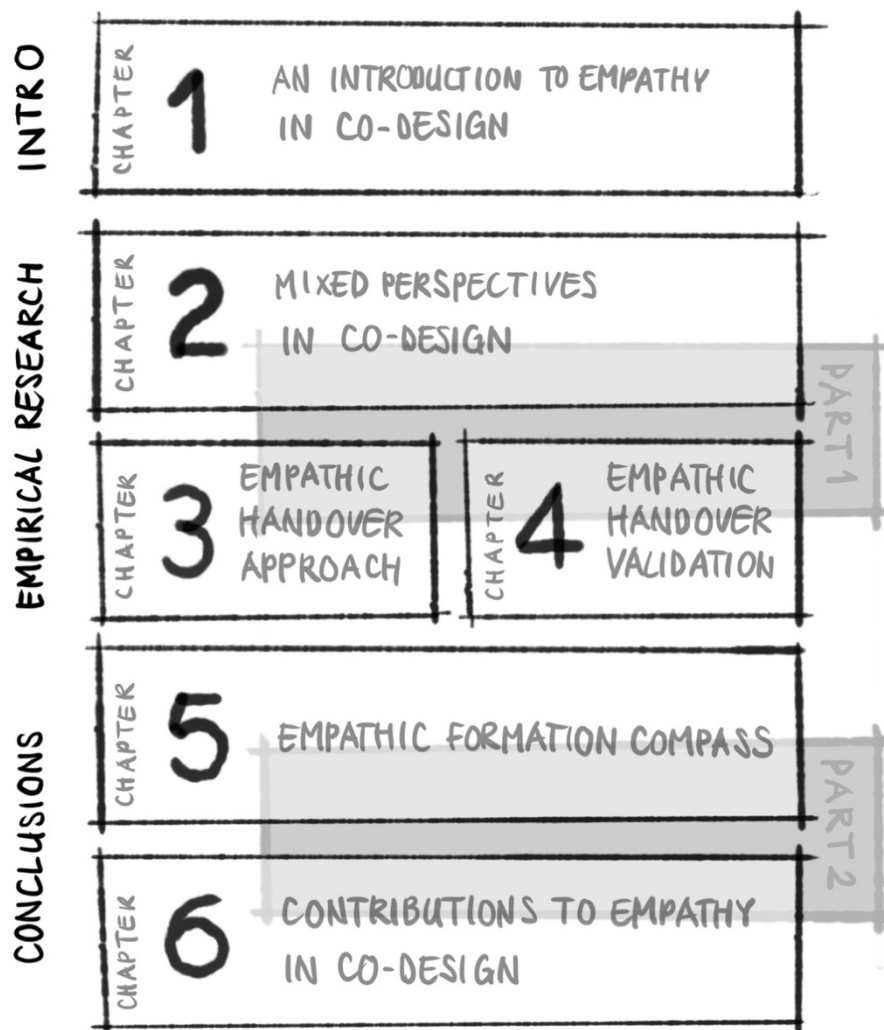 INTRO
CHAPTER
1
AN INTRODUCTION TO EMPATHY
IN CO-DESIGN
EMPIRICAL RESEARCH
CHAPTER
2
MIXED PERSPECTIVES
IN CO-DESIGN
PART 1
CHAPTER
3
EMPATHIC
HANDOVER
APPROACH
CHAPTER
4
EMPATHIC
HANDOVER
VALIDATION
CONCLUSIONS
CHAPTER
5
EMPATHIC FORMATION COMPASS
PART 2
CHAPTER
6
CONTRIBUTIONS TO EMPATHY
IN CO-DESIGN